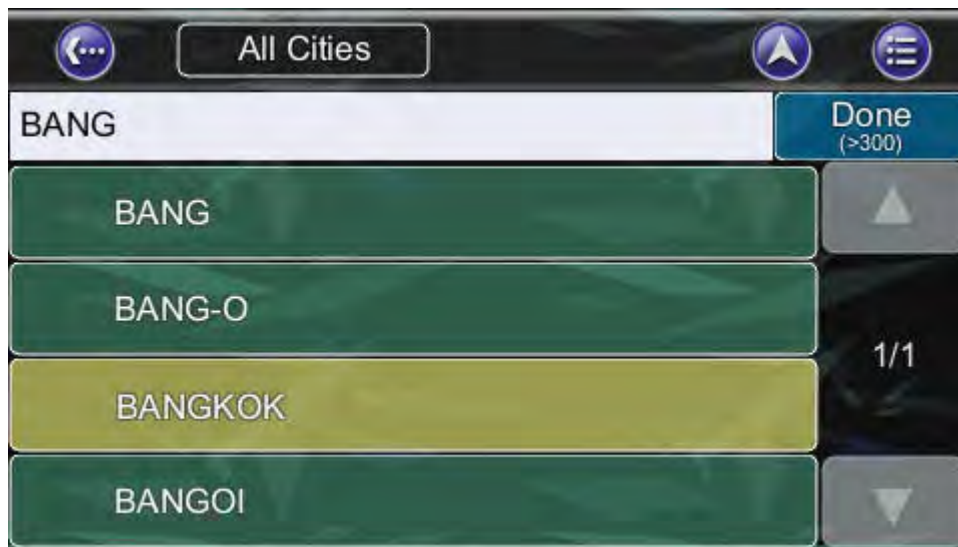 All Cities
BANG
Done
(>300)
BANG
BANG-O
BANGKOK
1/1
BANGOI